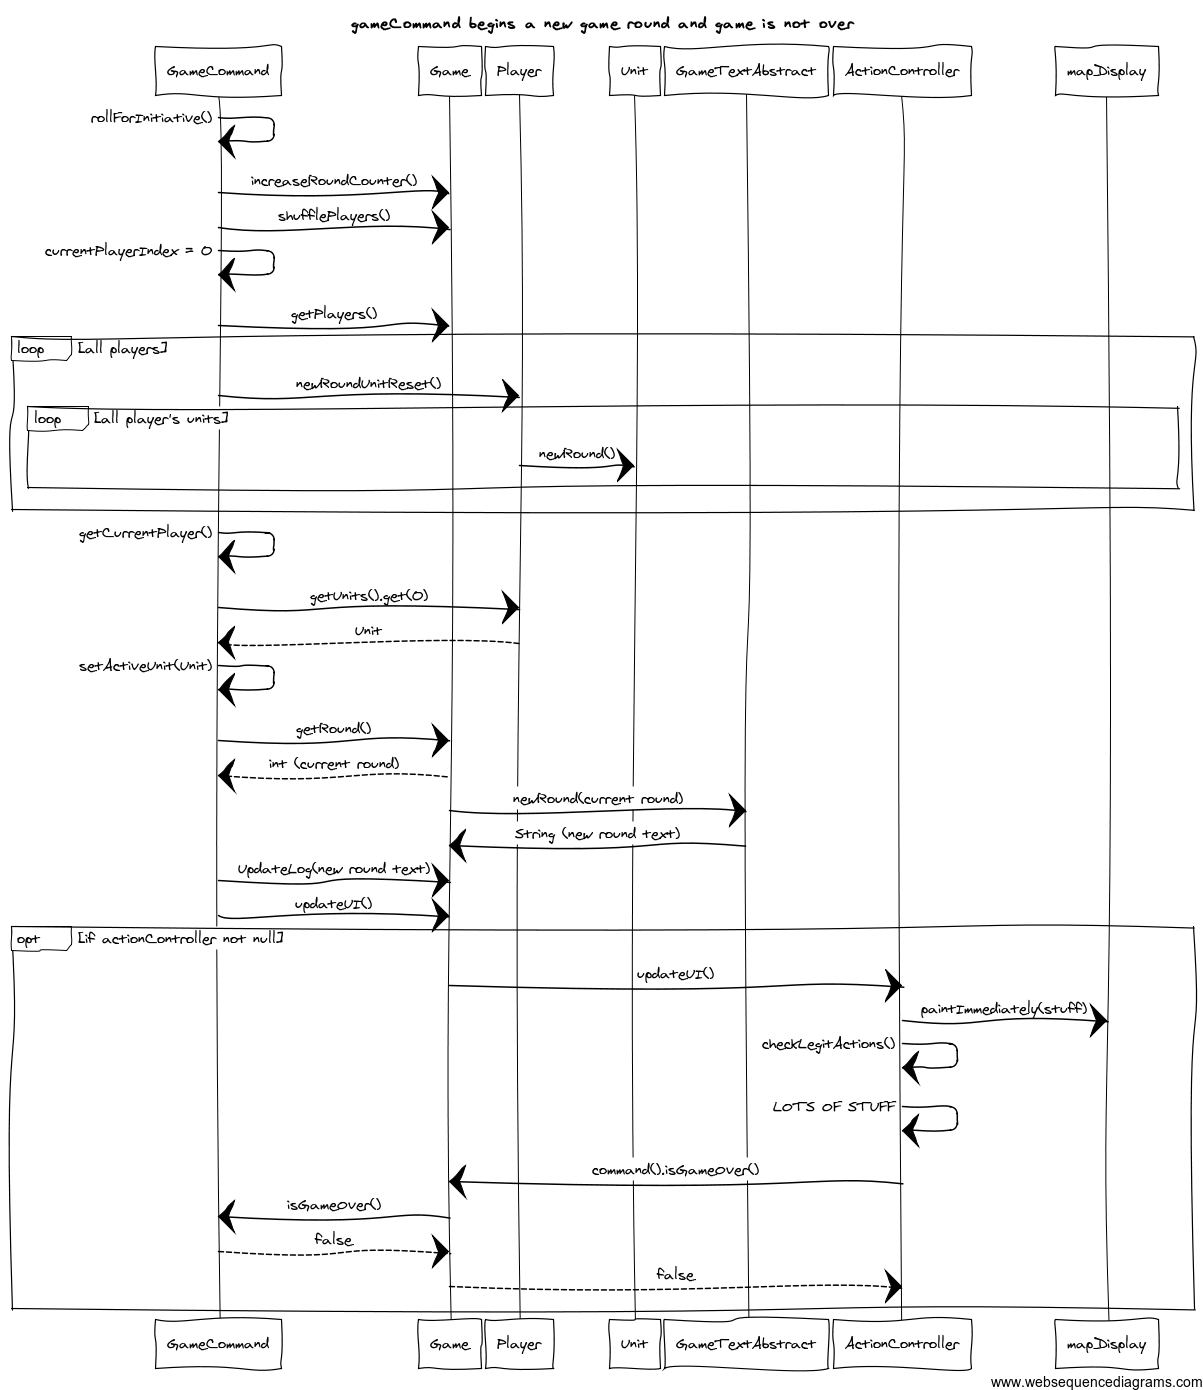 gameCommand begins a new game round and game is not over
GameCommand Game Player Unit GameTextAbstract ActionController mapDisplay
rollForInitiative()
increaseRoundCounter()
shufflePlayers()
currentPlayerIndex = 0
getPlayers()
loop [all players]
newRoundUnitReset()
loop [all player's units]
newRound()
getCurrentPlayer()
getUnits().get(0)
Unit
setActiveUnit(Unit)
getRound()
int (current round)
newRound(current round)
String (new round text)
UpdateLog(new round text)
updateUI()
opt [if actionController not null]
updateUI()
paintImmediately(stuff)
checkLegitActions()
LOTS OF STUFF
command().isGameOver()
isGameOver()
false
false
GameCommand Game Player Unit GameTextAbstract ActionController mapDisplay
www.websequencediagrams.com